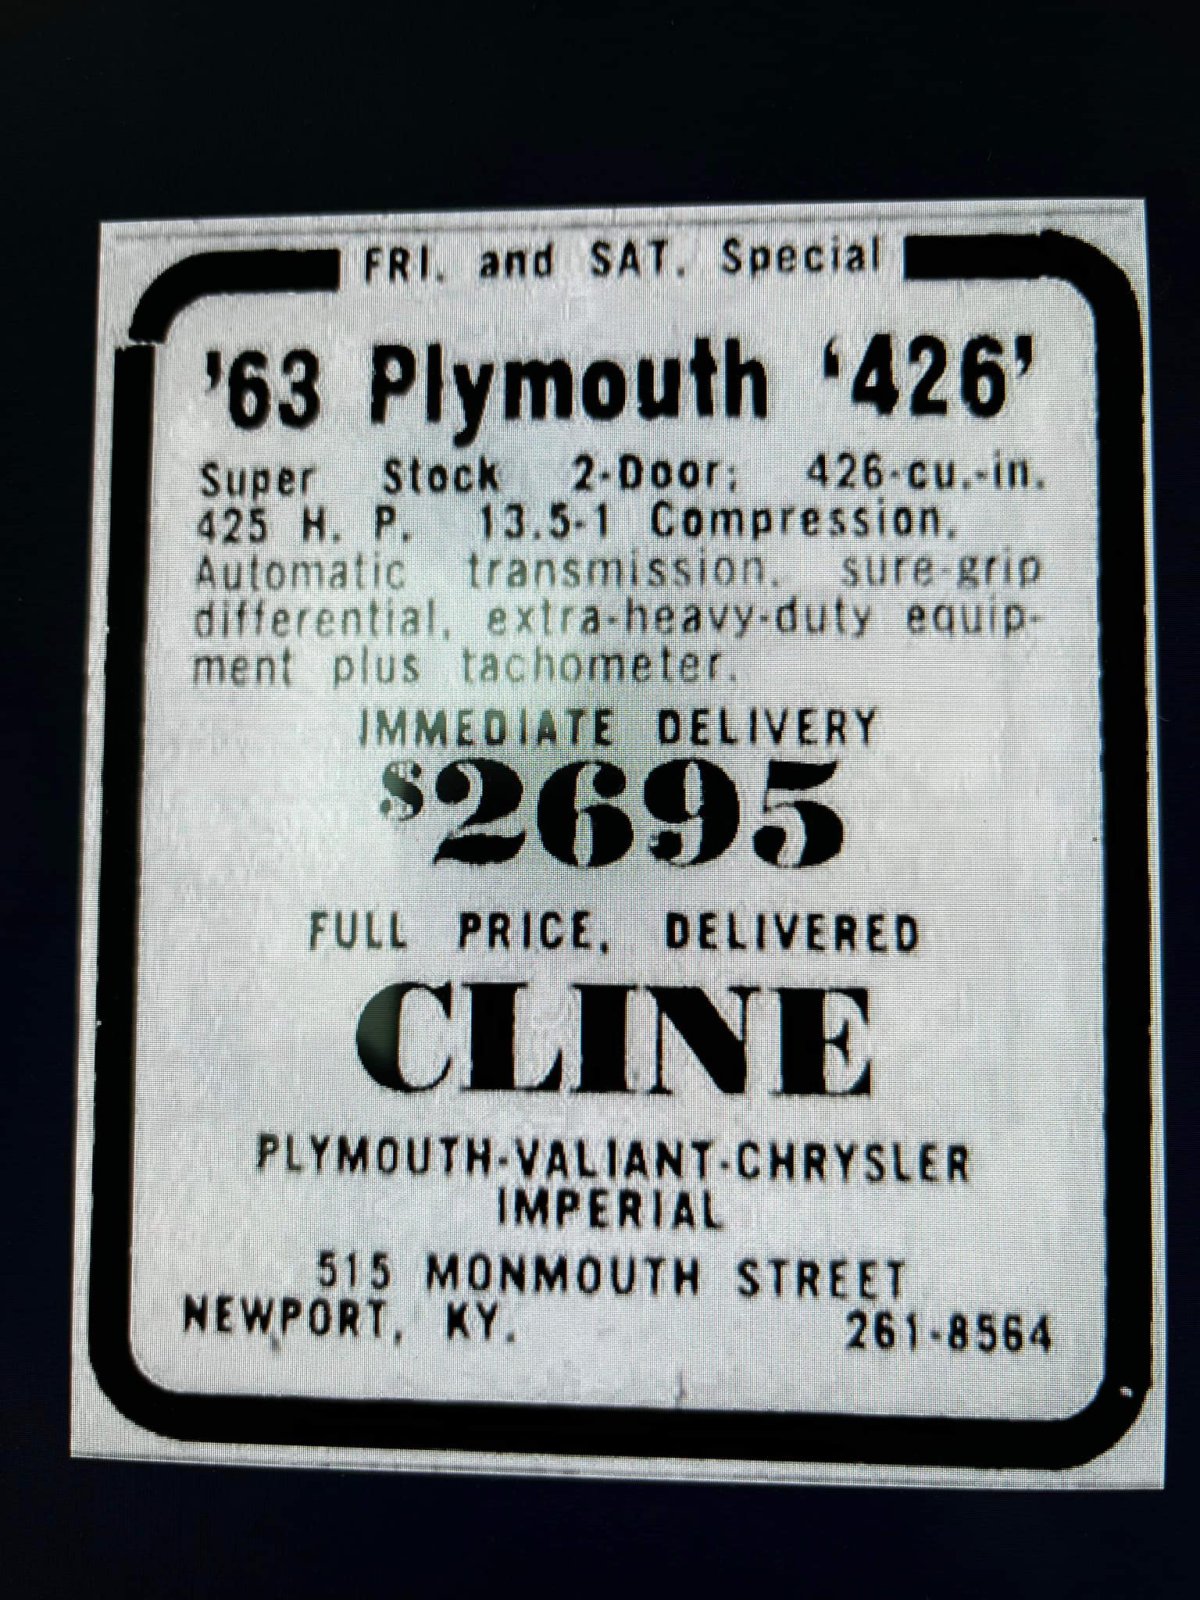 FRI. and SAT. Special
'63 Plymouth '426'
Super Stock 2-Door; 426-cu.-in.
425 H. P. 13.5-1 Compression.
Automatic transmission, sure-grip
differential, extra-heavy-duty equip-
ment plus tachometer.
IMMEDIATE DELIVERY
$2695
FULL PRICE, DELIVERED
CLINE
PLYMOUTH-VALIANT-CHRYSLER
IMPERIAL
515 MONMOUTH STREET
NEWPORT, KY. 261-8564